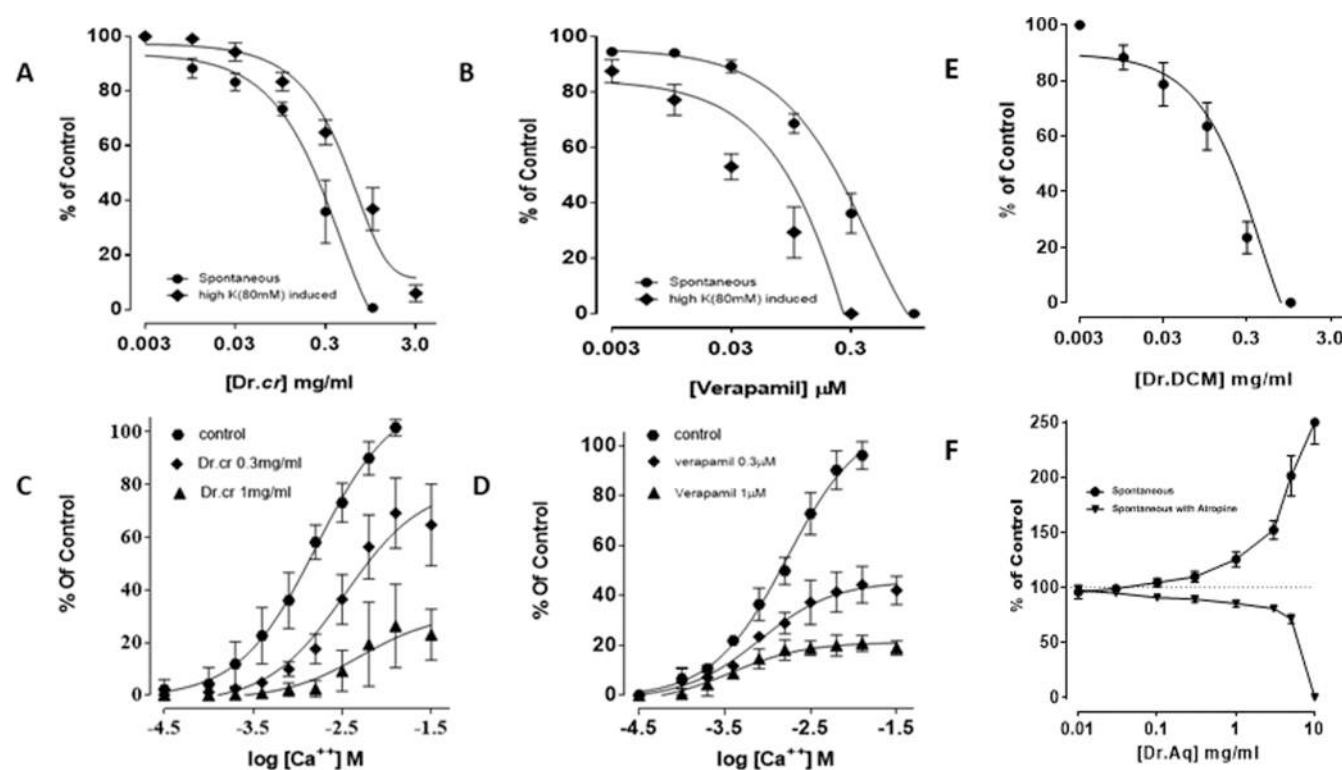 A
% of Control
100
80
60
40
20
0
Spontaneous
high K(80mM) induced
0.003 0.03 0.3 3.0
[Dr.cr] mg/ml
B
% of Control
100
80
60
40
20
0
Spontaneous
high K(80mM) induced
0.003 0.03 0.3
[Verapamil] μM
E
% of Control
100
80
60
40
20
0
0.003 0.03 0.3 3.0
[Dr.DCM] mg/ml
C
% Of Control
100
80
60
40
20
0
control
Dr.cr 0.3mg/ml
Dr.cr 1mg/ml
-4.5 -3.5 -2.5 -1.5
log [Ca++] M
D
% Of Control
100
80
60
40
20
0
control
verapamil 0.3μM
Verapamil 1μM
-4.5 -3.5 -2.5 -1.5
log [Ca++] M
F
% of Control
250
200
150
100
50
0
Spontaneous
Spontaneous with Atropine
0.01 0.1 1 10
[Dr.Aq] mg/ml